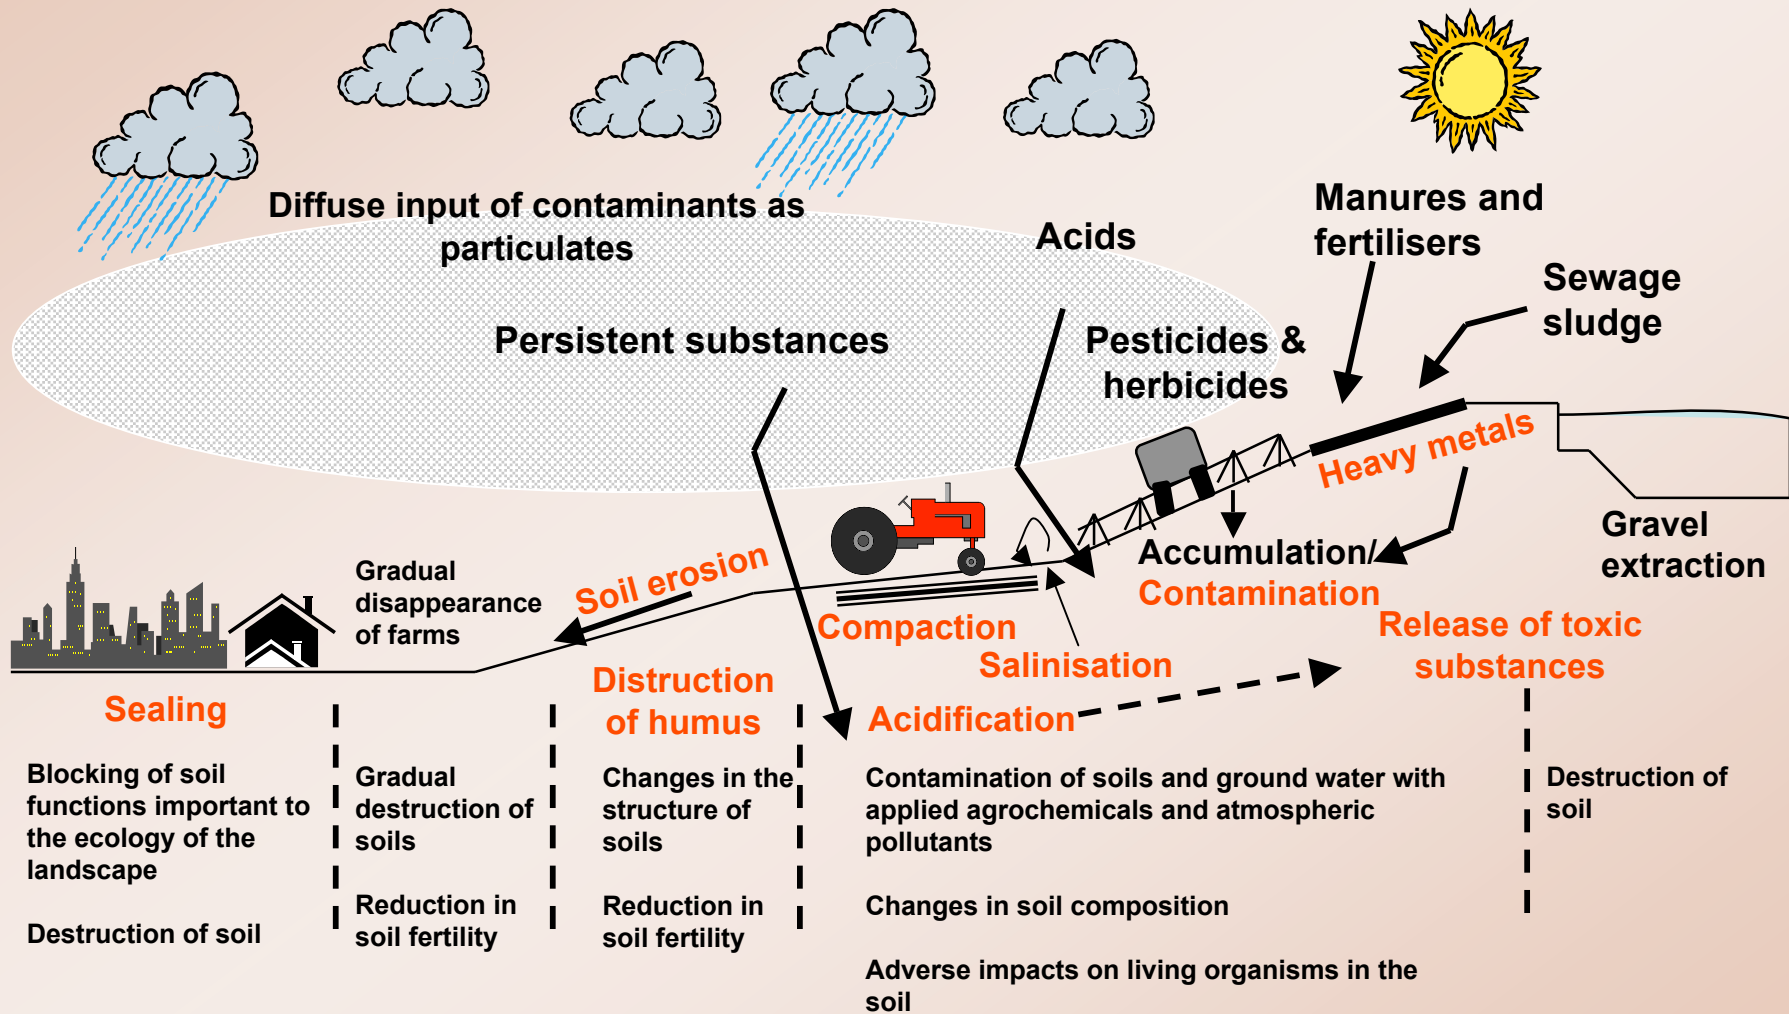 Diffuse input of contaminants as
particulates
Acids
Manures and
fertilisers
Sewage
sludge
Persistent substances
Pesticides &
herbicides
Heavy metals
Gravel
extraction
Accumulation/
Contamination
Gradual
disappearance
of farms
Soil erosion
Compaction
Salinisation
Release of toxic
substances
Sealing
Distruction
of humus
Acidification
Blocking of soil
functions important to
the ecology of the
landscape
Destruction of soil
Gradual
destruction of
soils
Reduction in
soil fertility
Changes in the
structure of
soils
Reduction in
soil fertility
Contamination of soils and ground water with
applied agrochemicals and atmospheric
pollutants
Changes in soil composition
Adverse impacts on living organisms in the
soil
Destruction of
soil